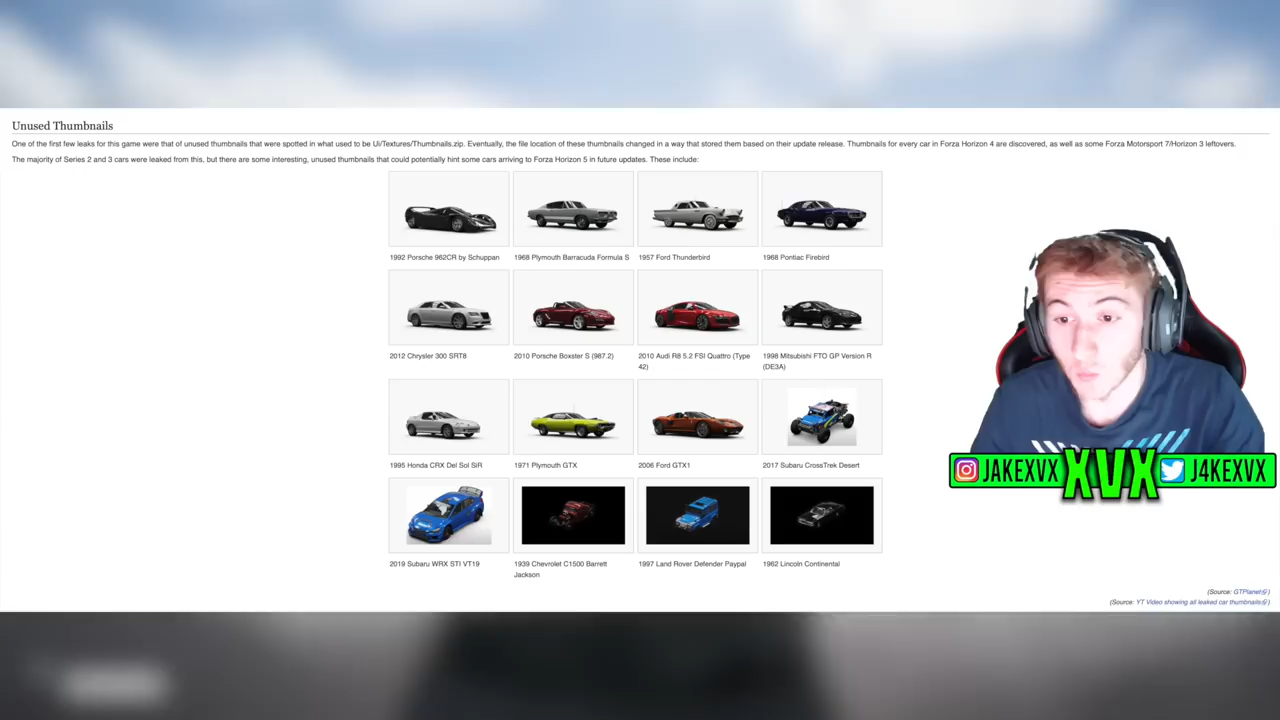 Unused Thumbnails
One of the first few leaks for this game were that of unused thumbnails that were spotted in what used to be UI/Textures/Thumbnails.zip. Eventually, the file location of these thumbnails changed in a way that stored them based on their update release. Thumbnails for every car in Forza Horizon 4 are discovered, as well as some Forza Motorsport 7/Horizon 3 leftovers.
The majority of Series 2 and 3 cars were leaked from this, but there are some interesting, unused thumbnails that could potentially hint some cars arriving to Forza Horizon 5 in future updates. These include:
1992 Porsche 962CR by Schuppan
1968 Plymouth Barracuda Formula S
1957 Ford Thunderbird
1968 Pontiac Firebird
2012 Chrysler 300 SRT8
2010 Porsche Boxster S (987.2)
2010 Audi R8 5.2 FSI Quattro (Type
42)
1998 Mitsubishi FTO GP Version R
(DE3A)
1995 Honda CRX Del Sol SiR
1971 Plymouth GTX
2006 Ford GTX1
2017 Subaru CrossTrek Desert
JAKEXVX
XVX
J4KEXVX
2019 Subaru WRX STI VT19
1939 Chevrolet C1500 Barrett
Jackson
1997 Land Rover Defender Paypal
1962 Lincoln Continental
(Source: GTPlanet)
(Source: YT Video showing all leaked car thumbnails)